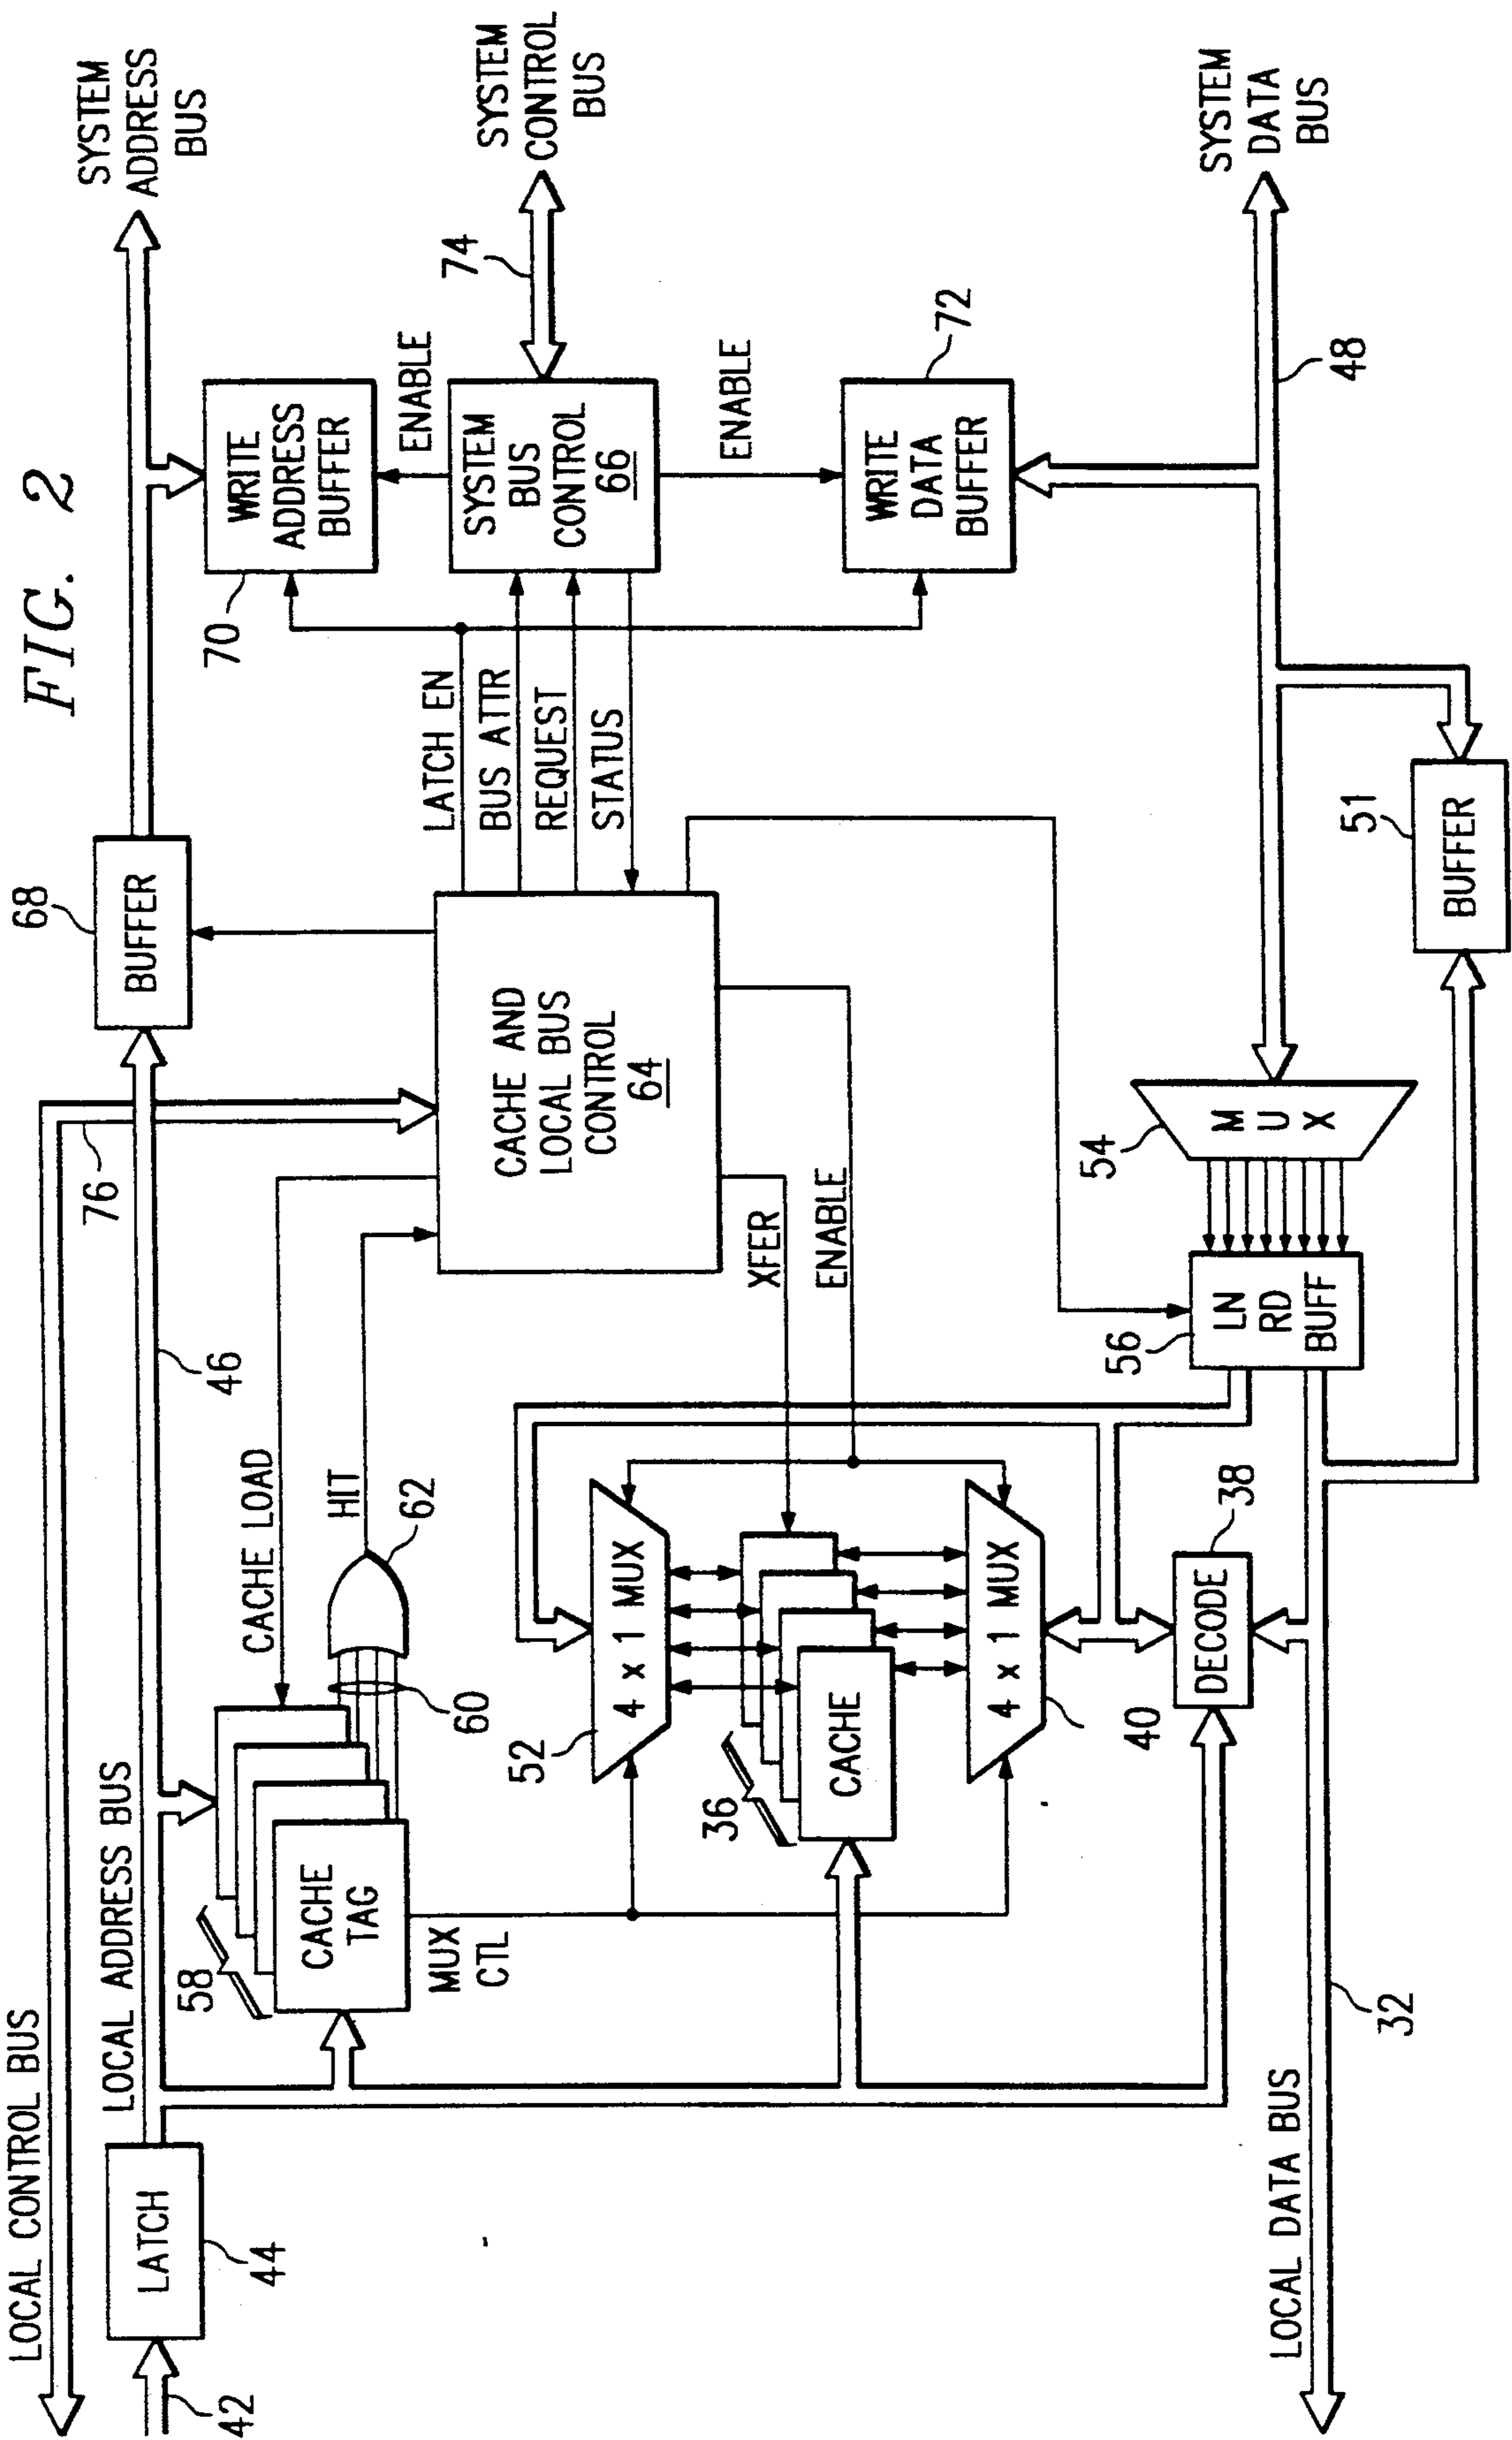 FIG. 2
LOCAL CONTROL BUS
76
42
LATCH
44
LOCAL ADDRESS BUS
46
68
BUFFER
SYSTEM
ADDRESS
BUS
58
CACHE
TAG
60
62
HIT
CACHE LOAD
MUX
CTL
CACHE AND
LOCAL BUS
CONTROL
64
LATCH EN
BUS ATTR
REQUEST
STATUS
70
WRITE
ADDRESS
BUFFER
ENABLE
SYSTEM
BUS
CONTROL
66
74
SYSTEM
CONTROL
BUS
ENABLE
WRITE
DATA
BUFFER
72
52
4 x 1 MUX
36
CACHE
XFER
ENABLE
4 x 1 MUX
40
DECODE
38
56
LN
RD
BUFF
54
M
U
X
51
BUFFER
48
SYSTEM
DATA
BUS
LOCAL DATA BUS
32